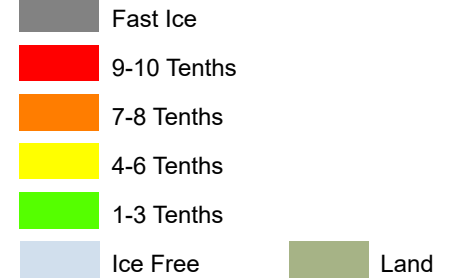 Fast Ice
9-10 Tenths
7-8 Tenths
4-6 Tenths
1-3 Tenths
Ice Free Land